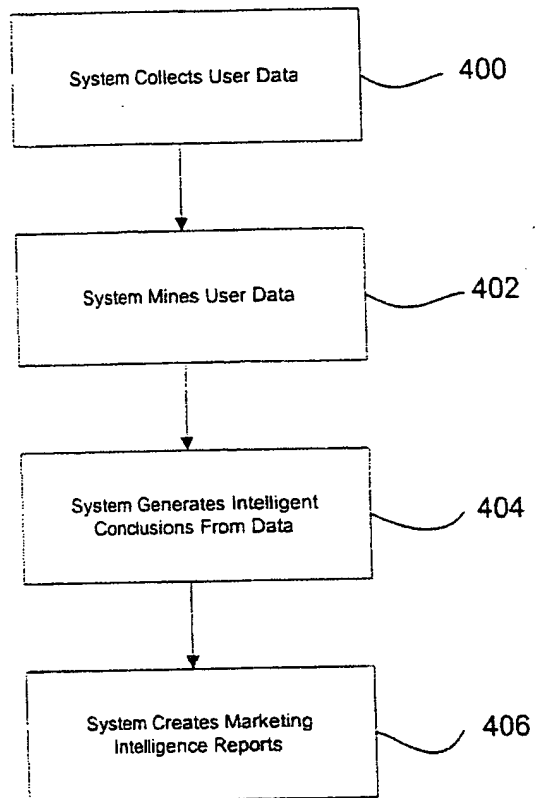 System Collects User Data
400
System Mines User Data
402
System Generates Intelligent
Conclusions From Data
404
System Creates Marketing
Intelligence Reports
406